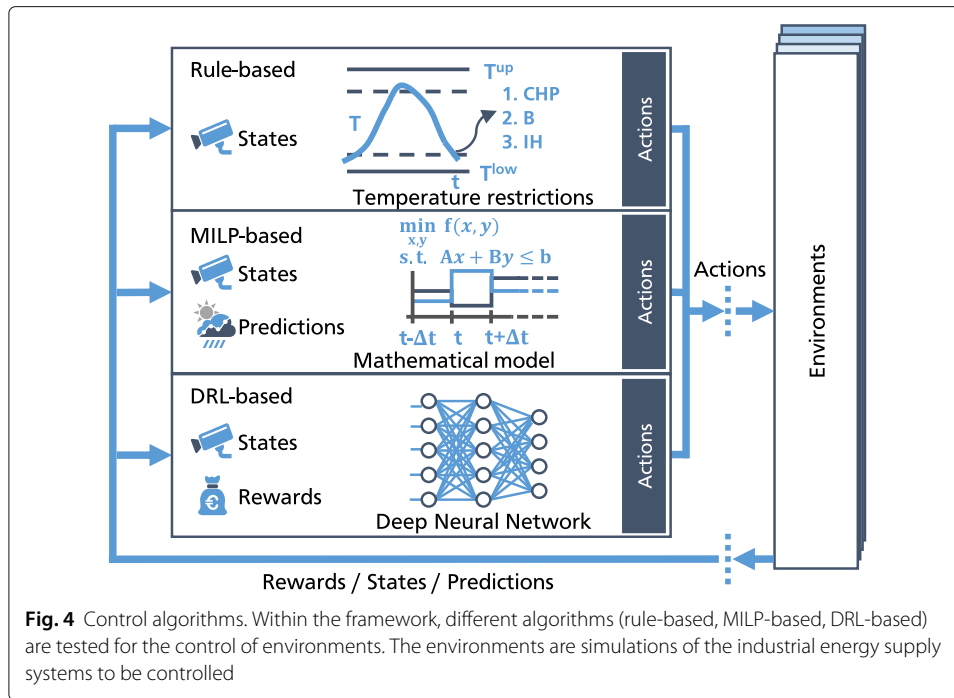 Rule-based
States
T
T^up
1. CHP
2. B
3. IH
T^low
t
Temperature restrictions
Actions
MILP-based
States
Predictions
min f(x, y)
x,y
s. t. Ax + By ≤ b
t-Δt t t+Δt
Mathematical model
Actions
DRL-based
States
€
Rewards
Deep Neural Network
Actions
Actions
Environments
Rewards / States / Predictions
Fig. 4 Control algorithms. Within the framework, different algorithms (rule-based, MILP-based, DRL-based)
are tested for the control of environments. The environments are simulations of the industrial energy supply
systems to be controlled